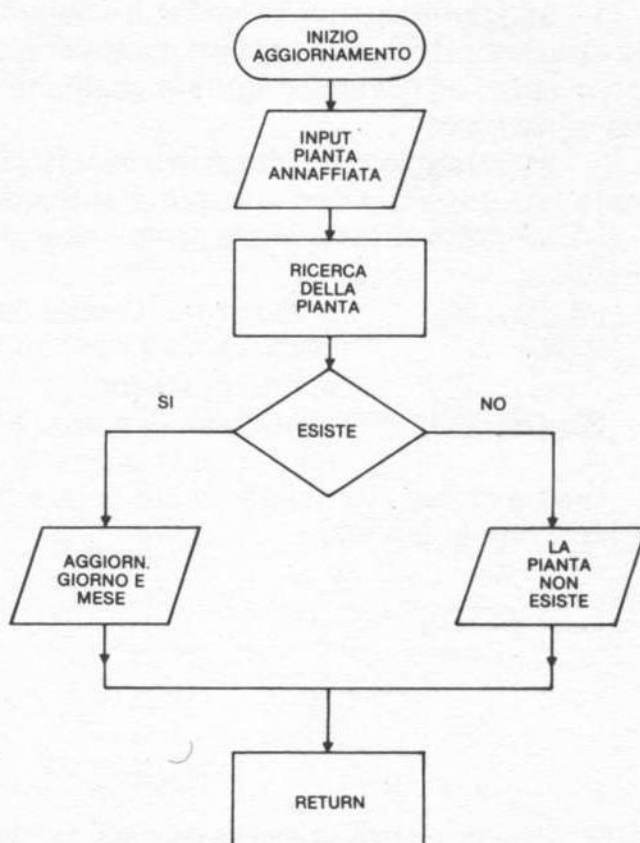 INIZIO
AGGIORNAMENTO
INPUT
PIANTA
ANNAFFIATA
RICERCA
DELLA
PIANTA
SI
NO
ESISTE
AGGIORN.
GIORNO E
MESE
LA
PIANTA
NON
ESISTE
RETURN